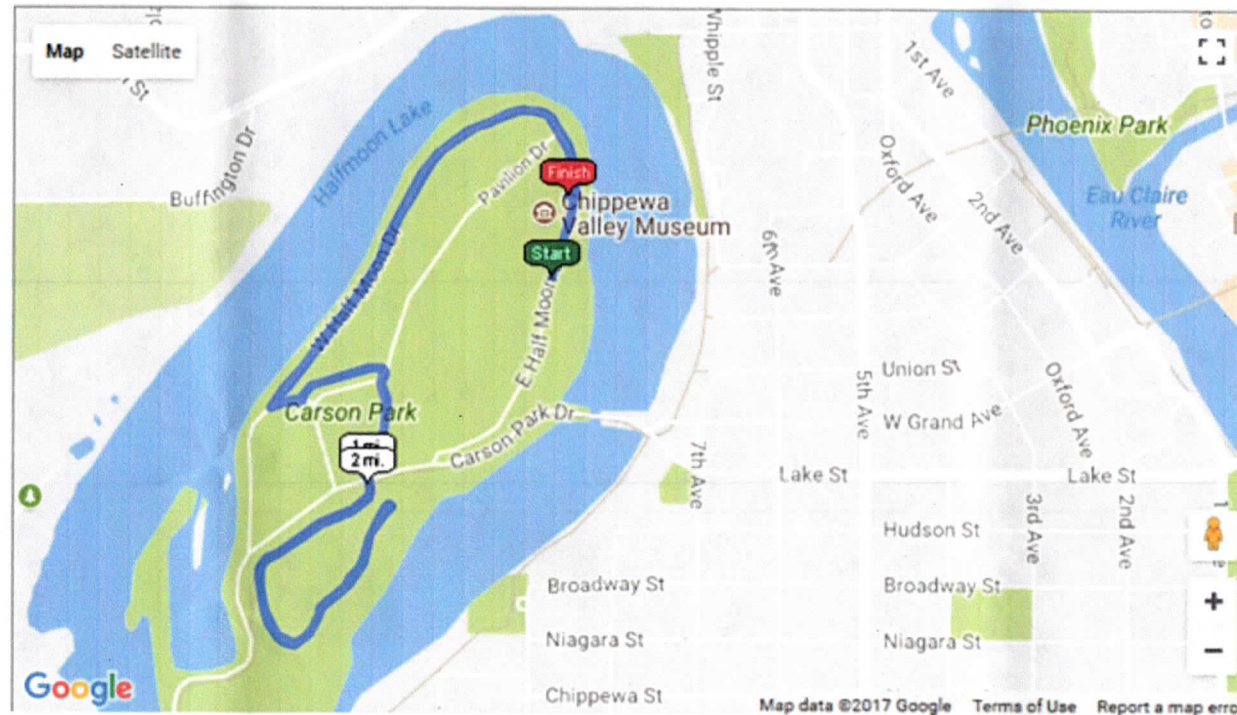 Map Satellite
Whipple St
1st Ave
Phoenix Park
Halfmoon Lake
Buffington Dr
Pavilion Dr
Oxford Ave
2nd Ave
Eau Claire
River
Finish
Chippewa
Valley Museum
Start
6th Ave
W Half Moon Dr
E Half Moon
Union St
5th Ave
Oxford Ave
W Grand Ave
Carson Park
Carson Park Dr
1 mi.
2 mi.
7th Ave
Lake St
Lake St
3rd Ave
2nd Ave
Hudson St
Broadway St
Broadway St
Niagara St
Niagara St
Chippewa St
Google
Map data ©2017 Google Terms of Use Report a map erro